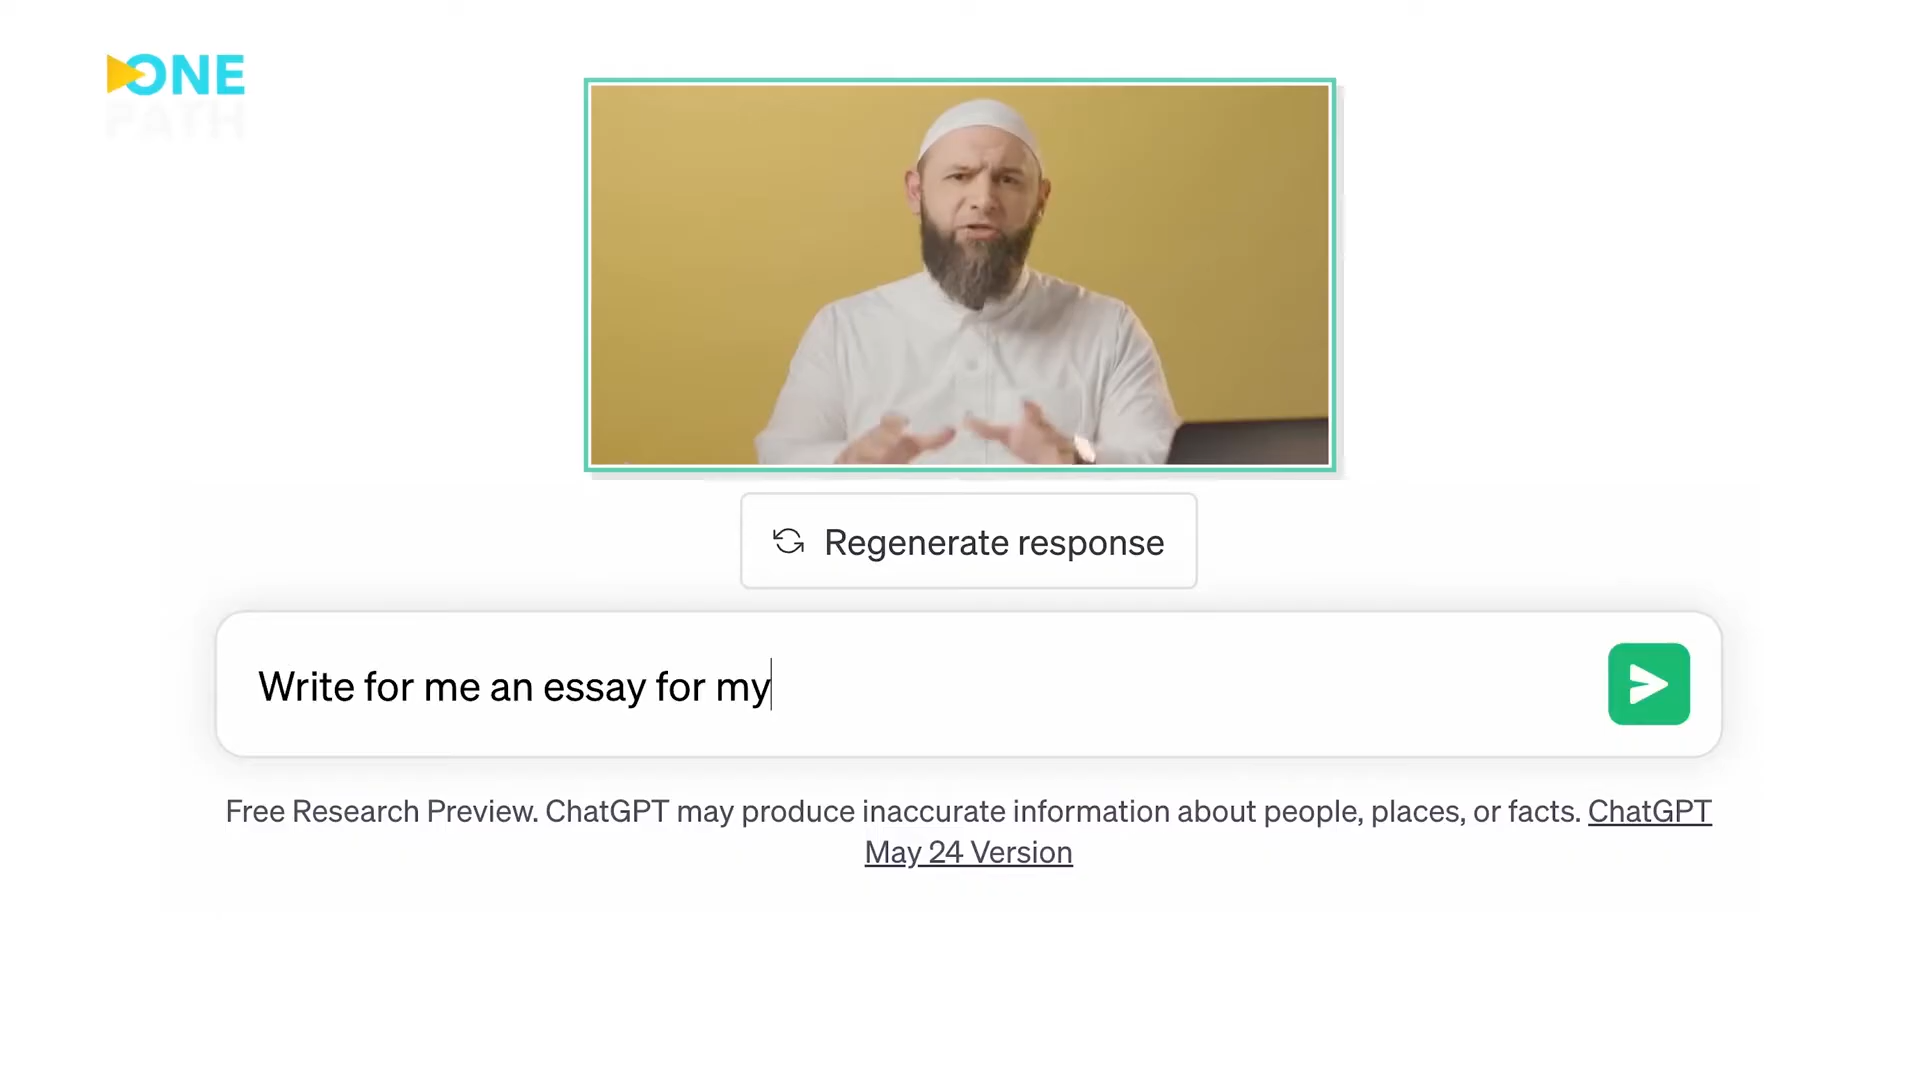 ONE
PATH
Regenerate response
Write for me an essay for my
Free Research Preview. ChatGPT may produce inaccurate information about people, places, or facts. ChatGPT
May 24 Version